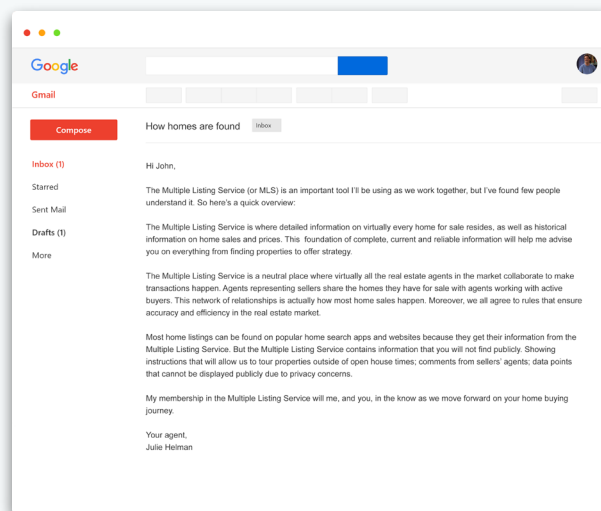 Google
Gmail
Compose
How homes are found
Inbox
Inbox (1)
Starred
Sent Mail
Drafts (1)
More
Hi John,
The Multiple Listing Service (or MLS) is an important tool I'll be using as we work together, but I've found few people
understand it. So here's a quick overview:
The Multiple Listing Service is where detailed information on virtually every home for sale resides, as well as historical
information on home sales and prices. This foundation of complete, current and reliable information will help me advise
you on everything from finding properties to offer strategy.
The Multiple Listing Service is a neutral place where virtually all the real estate agents in the market collaborate to make
transactions happen. Agents representing sellers share the homes they have for sale with agents working with active
buyers. This network of relationships is actually how most home sales happen. Moreover, we all agree to rules that ensure
accuracy and efficiency in the real estate market.
Most home listings can be found on popular home search apps and websites because they get their information from the
Multiple Listing Service. But the Multiple Listing Service contains information that you will not find publicly. Showing
instructions that will allow us to tour properties outside of open house times; comments from sellers' agents; data points
that cannot be displayed publicly due to privacy concerns.
My membership in the Multiple Listing Service will me, and you, in the know as we move forward on your home buying
journey.
Your agent,
Julie Helman